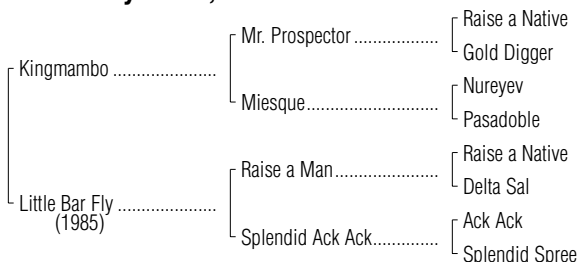 Raise a Native
Mr. Prospector ..................
Gold Digger
Kingmambo ......................
Nureyev
Miesque............................
Pasadoble
Raise a Native
Raise a Man......................
Delta Sal
Little Bar Fly .....................
(1985)
Ack Ack
Splendid Ack Ack..............
Splendid Spree